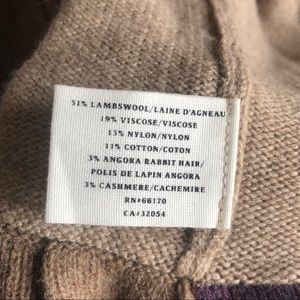 51% LAMBSWOOL/LAINE D'AGNEAU
19% VISCOSE/VISCOSE
13% NYLON/NYLON
11% COTTON/COTON
3% ANGORA RABBIT HAIR/
POLIS DE LAPIN ANGORA
3% CASHMERE/CACHEMIRE
RN#66170
CA#32054